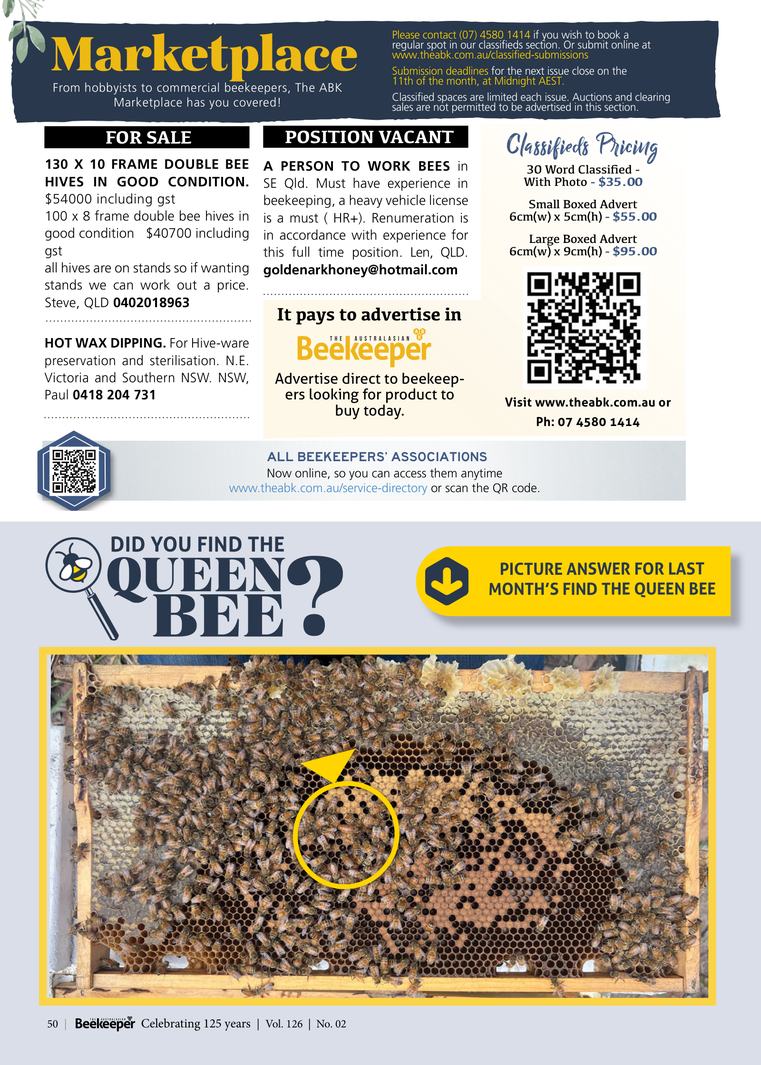 Marketplace
From hobbyists to commercial beekeepers, The ABK
Marketplace has you covered!
Please contact (07) 4580 1414 if you wish to book a
regular spot in our classifieds section. Or submit online at
www.theabk.com.au/classified-submissions
Submission deadlines for the next issue close on the
11th of the month, at Midnight AEST.
Classified spaces are limited each issue. Auctions and clearing
sales are not permitted to be advertised in this section.
FOR SALE
130 X 10 FRAME DOUBLE BEE
HIVES IN GOOD CONDITION.
$54000 including gst
100 x 8 frame double bee hives in
good condition $40700 including
gst
all hives are on stands so if wanting
stands we can work out a price.
Steve, QLD 0402018963
HOT WAX DIPPING. For Hive-ware
preservation and sterilisation. N.E.
Victoria and Southern NSW. NSW,
Paul 0418 204 731
POSITION VACANT
A PERSON TO WORK BEES in
SE Qld. Must have experience in
beekeeping, a heavy vehicle license
is a must ( HR+). Renumeration is
in accordance with experience for
this full time position. Len, QLD.
goldenarkhoney@hotmail.com
It pays to advertise in
THE AUSTRALASIAN
Beekeeper
Advertise direct to beekeep-
ers looking for product to
buy today.
Classifieds Pricing
30 Word Classified -
With Photo - $35.00
Small Boxed Advert
6cm(w) x 5cm(h) - $55.00
Large Boxed Advert
6cm(w) x 9cm(h) - $95.00
Visit www.theabk.com.au or
Ph: 07 4580 1414
ALL BEEKEEPERS' ASSOCIATIONS
Now online, so you can access them anytime
www.theabk.com.au/service-directory or scan the QR code.
DID YOU FIND THE
QUEEN
BEE?
PICTURE ANSWER FOR LAST
MONTH'S FIND THE QUEEN BEE
50 | THE AUSTRALASIAN Beekeeper Celebrating 125 years | Vol. 126 | No. 02